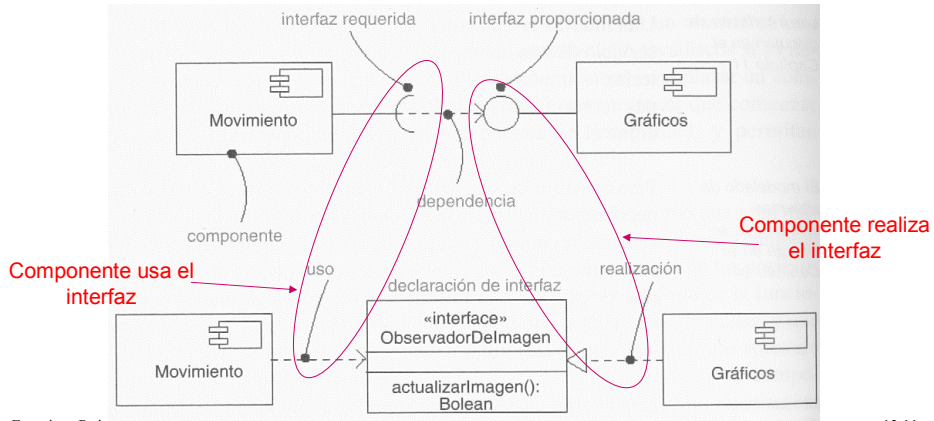 interfaz requerida
interfaz proporcionada
Movimiento
Gráficos
dependencia
componente
Componente realiza
el interfaz
Componente usa el
interfaz
uso
declaración de interfaz
realización
«interface»
ObservadorDeImagen
Movimiento
actualizarImagen():
Bolean
Gráficos